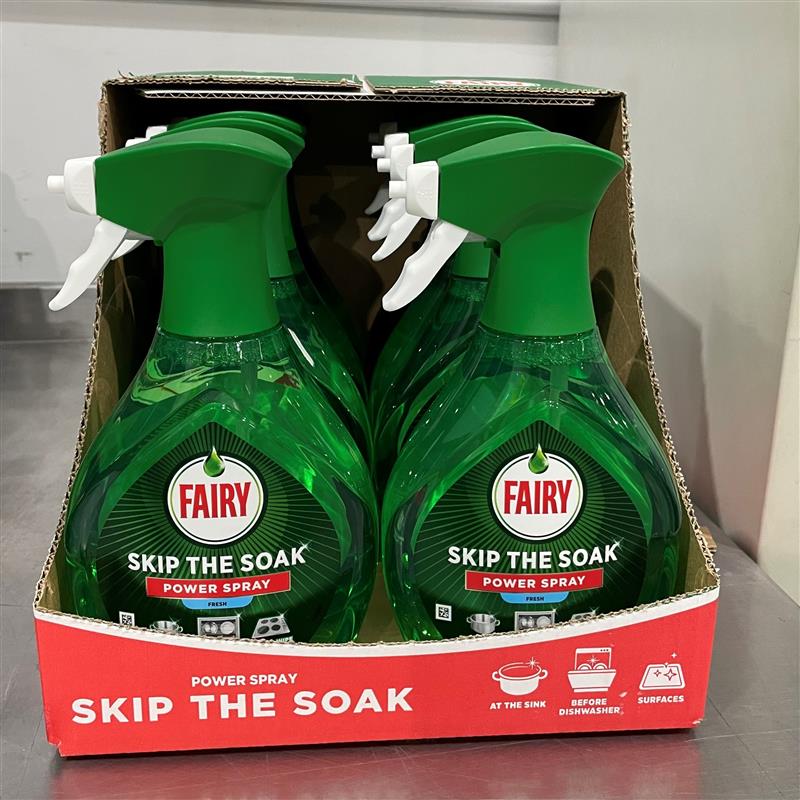 FAIRY
SKIP THE SOAK
POWER SPRAY
FRESH
FAIRY
SKIP THE SOAK
POWER SPRAY
FRESH
POWER SPRAY
SKIP THE SOAK
AT THE SINK
BEFORE
DISHWASHER
SURFACES